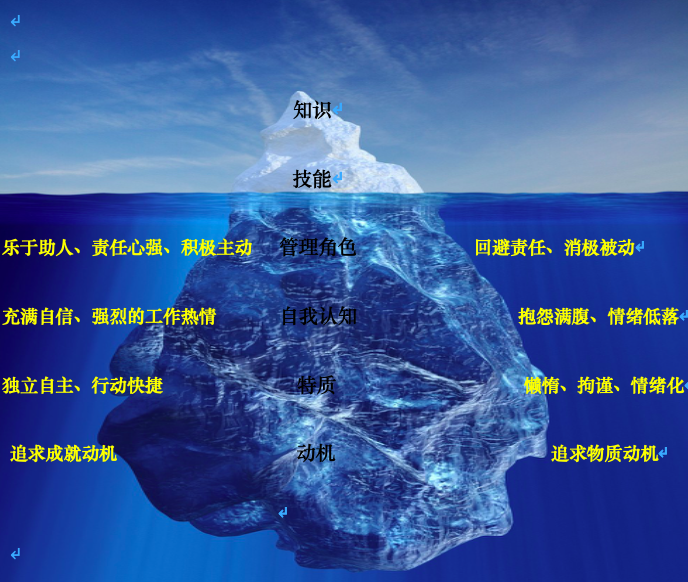 知识
技能
乐于助人、责任心强、积极主动 管理角色 回避责任、消极被动
充满自信、强烈的工作热情 自我认知 抱怨满腹、情绪低落
独立自主、行动快捷 特质 懒惰、拘谨、情绪化
追求成就动机 动机 追求物质动机